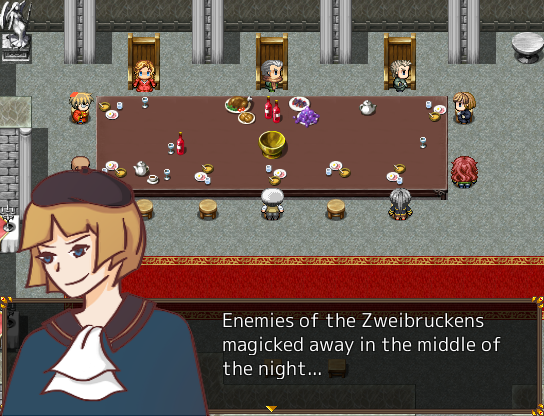 Enemies of the Zweibruckens
magicked away in the middle of
the night...